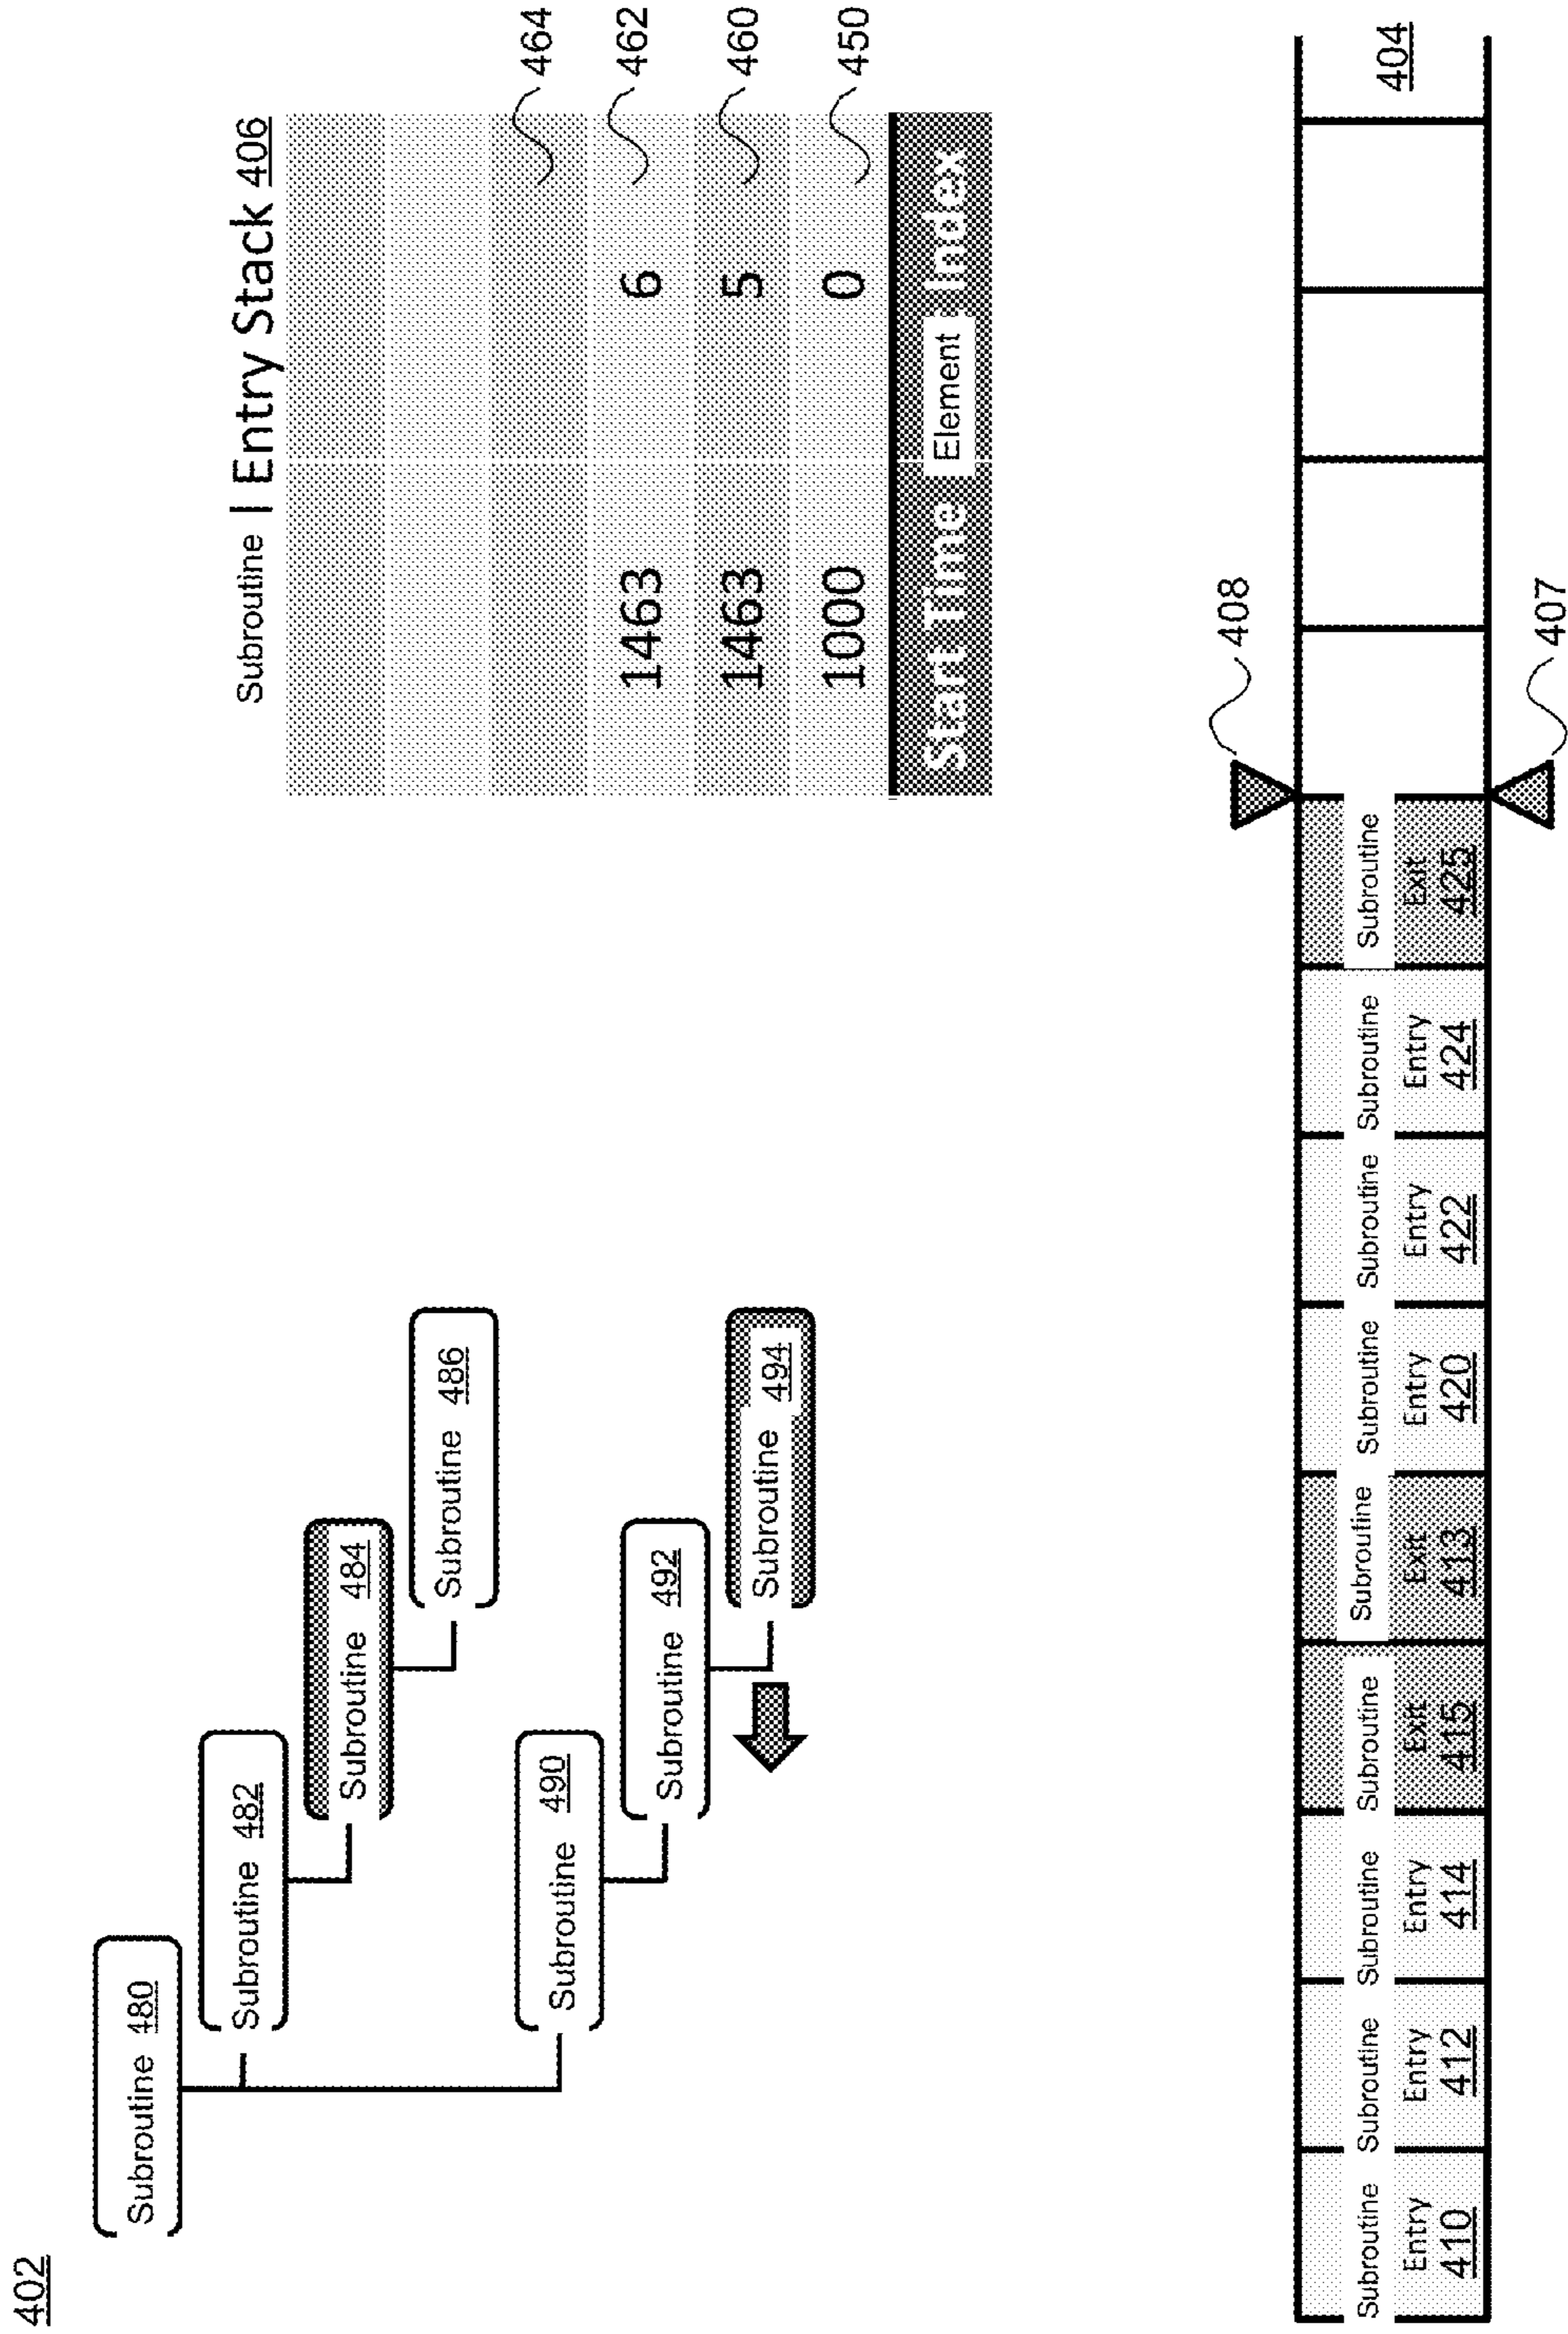 402
Subroutine 480
Subroutine 482
Subroutine 484
Subroutine 486
Subroutine 490
Subroutine 492
Subroutine 494
Subroutine | Entry Stack 406
464
1463 6 462
1463 5 460
1000 0 450
Start Time Element Index
408
Subroutine Entry 410
Subroutine Entry 412
Subroutine Entry 414
Subroutine Exit 415
Subroutine Exit 413
Subroutine Entry 420
Subroutine Entry 422
Subroutine Entry 424
Subroutine Exit 425
404
407